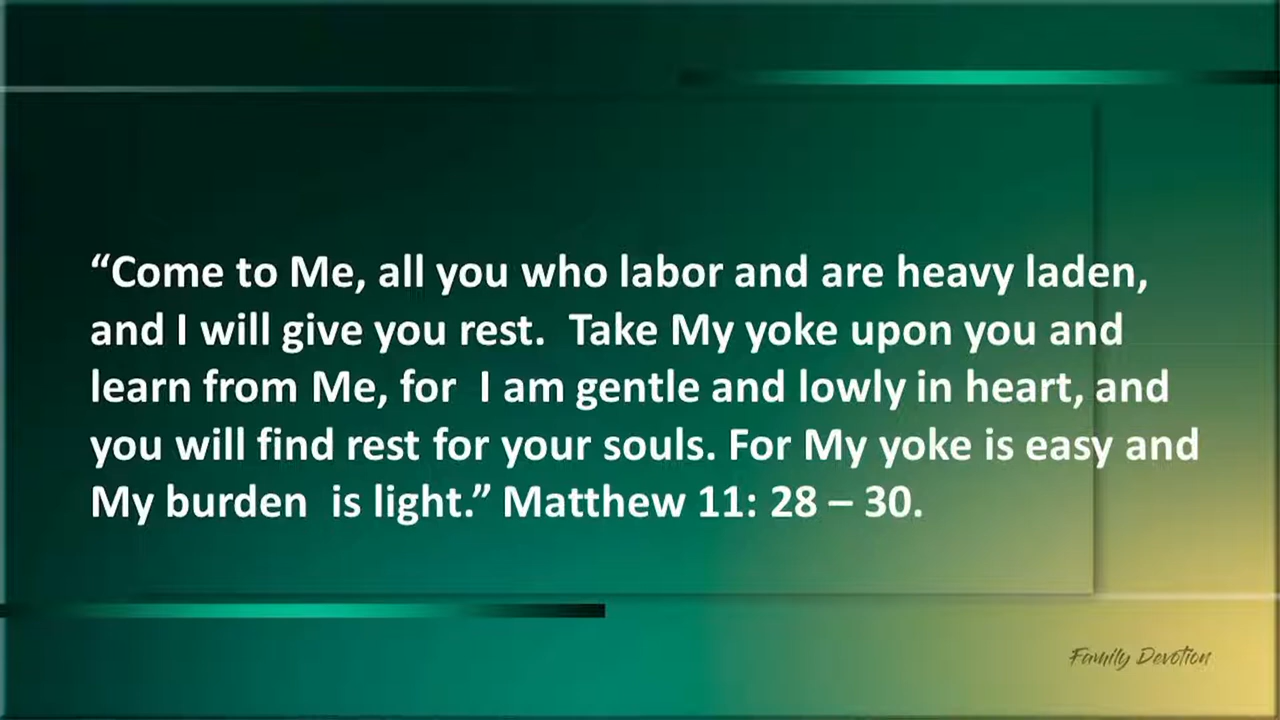 “Come to Me, all you who labor and are heavy laden,
and I will give you rest.  Take My yoke upon you and
learn from Me, for  I am gentle and lowly in heart, and
you will find rest for your souls. For My yoke is easy and
My burden  is light.” Matthew 11: 28 – 30.
Family Devotion